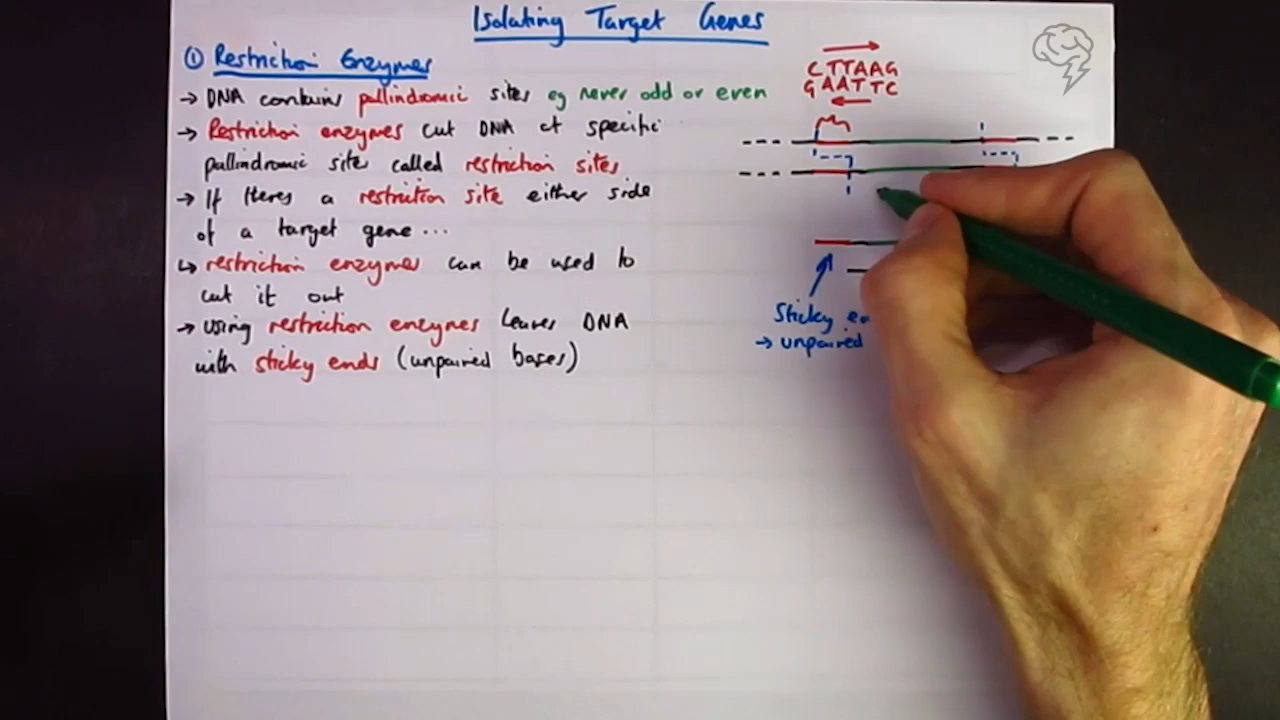 Isolating Target Genes
① Restriction Enzymes
→ DNA contains pallindromic sites eg never odd or even
→ Restriction enzymes cut DNA at specific
pallindromic site called restriction sites
→ If theres a restriction site either side
of a target gene...
↳ restriction enzyme can be used to
cut it out
→ using restriction enzymes leaves DNA
with sticky ends (unpaired bases)
CTTAAG
GAATTC
Sticky
→ unpaired